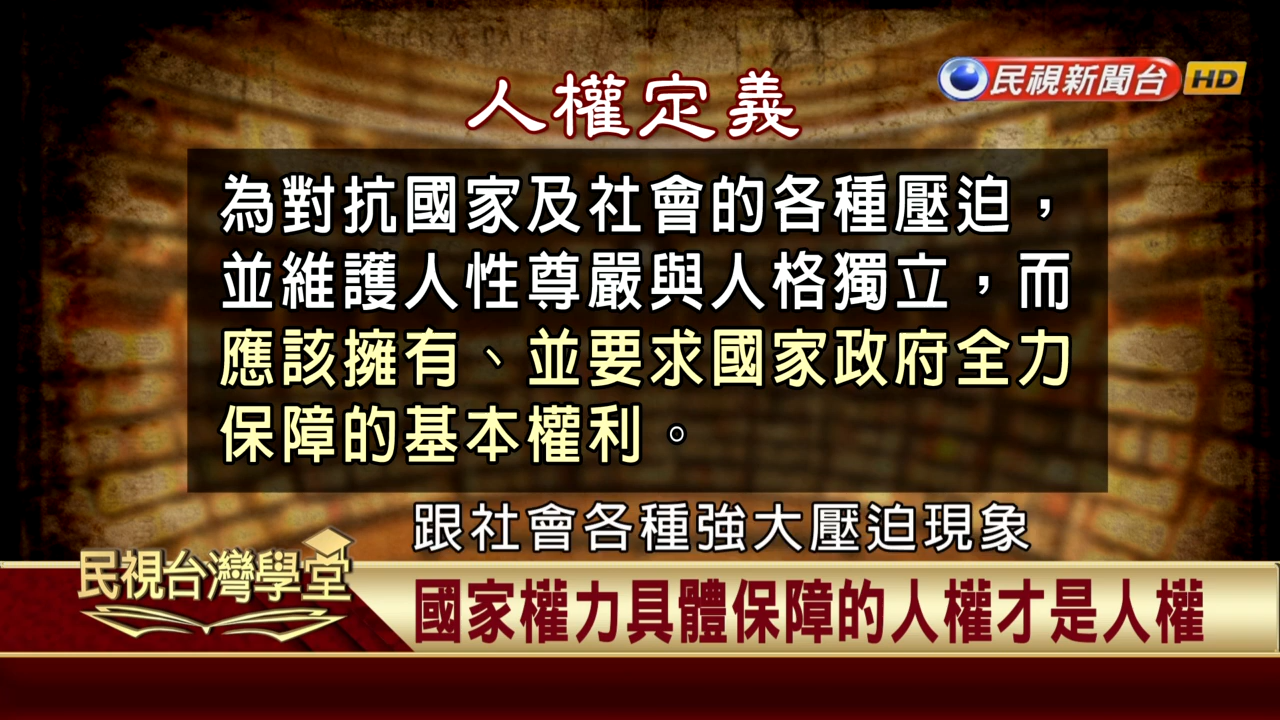 民視新聞台 HD
人權定義
為對抗國家及社會的各種壓迫，
並維護人性尊嚴與人格獨立，而
應該擁有、並要求國家政府全力
保障的基本權利。
跟社會各種強大壓迫現象
民視台灣學堂
國家權力具體保障的人權才是人權